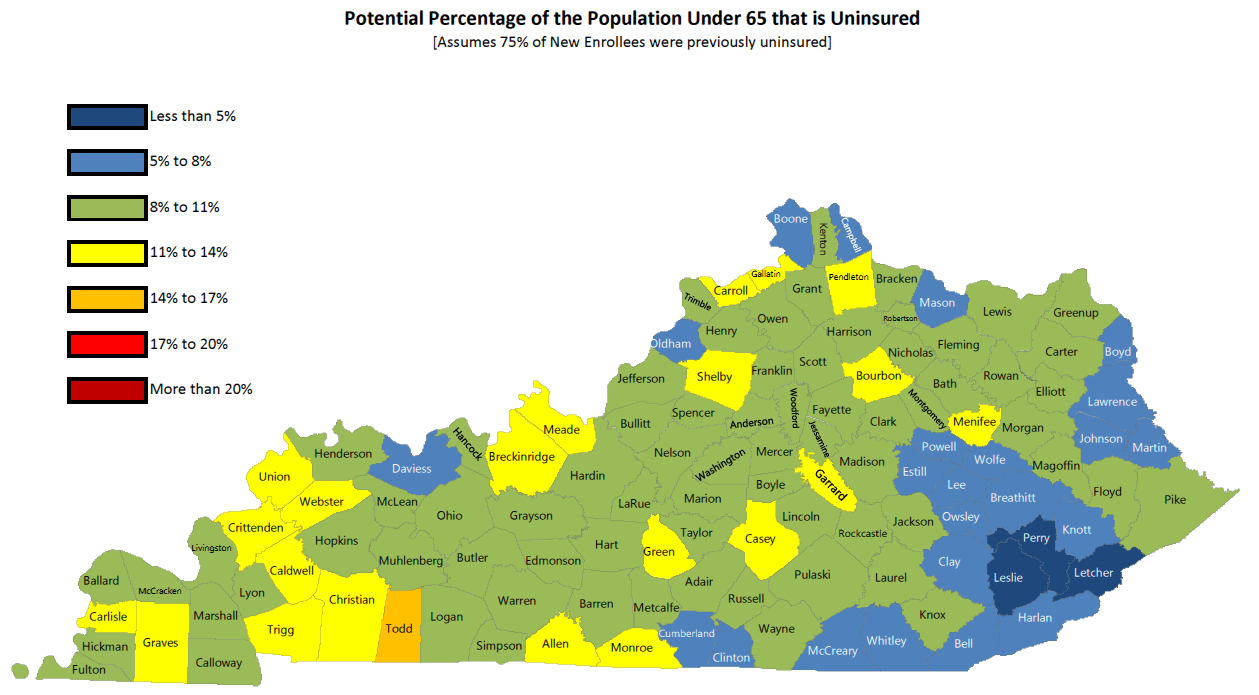 Potential Percentage of the Population Under 65 that is Uninsured
[Assumes 75% of New Enrollees were previously uninsured]
Less than 5%
5% to 8%
8% to 11%
11% to 14%
14% to 17%
17% to 20%
More than 20%
Boone
Kenton
Campbell
Gallatin
Pendleton
Bracken
Carroll
Grant
Trimble
Mason
Lewis
Greenup
Owen
Robertson
Henry
Harrison
Oldham
Fleming
Nicholas
Carter
Boyd
Scott
Franklin
Shelby
Bourbon
Rowan
Jefferson
Bath
Elliott
Woodford
Fayette
Montgomery
Lawrence
Spencer
Anderson
Clark
Menifee
Morgan
Bullitt
Meade
Jessamine
Johnson
Martin
Hancock
Powell
Henderson
Nelson
Mercer
Washington
Madison
Wolfe
Breckinridge
Daviess
Magoffin
Estill
Union
Hardin
Boyle
Garrard
Lee
Floyd
Pike
Marion
Breathitt
Webster
McLean
LaRue
Ohio
Grayson
Lincoln
Owsley
Jackson
Crittenden
Taylor
Rockcastle
Knott
Perry
Hopkins
Hart
Casey
Livingston
Green
Muhlenberg
Butler
Edmonson
Clay
Caldwell
Letcher
Pulaski
Laurel
Leslie
Ballard
Adair
McCracken
Lyon
Christian
Warren
Barren
Metcalfe
Russell
Carlisle
Marshall
Logan
Knox
Harlan
Trigg
Todd
Wayne
Cumberland
Graves
Allen
Whitley
Bell
Hickman
Simpson
Monroe
McCreary
Clinton
Calloway
Fulton